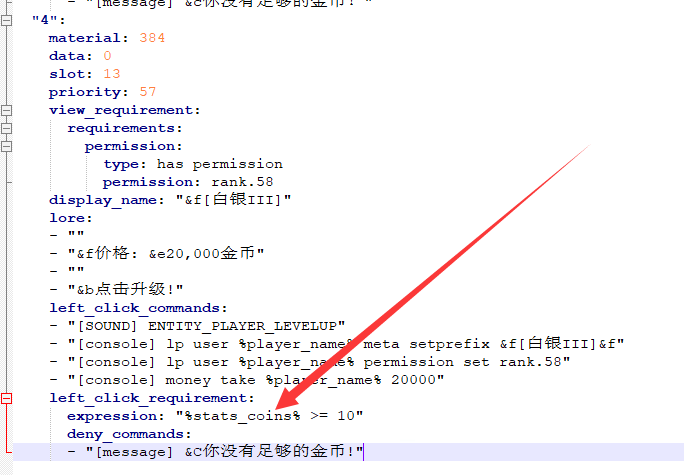 - "[message] &C你没有足够的金币!"
"4":
material: 384
data: 0
slot: 13
priority: 57
view_requirement:
requirements:
permission:
type: has permission
permission: rank.58
display_name: "&f[白银III]"
lore:
- ""
- "&f价格: &e20,000金币"
- ""
- "&b点击升级!"
left_click_commands:
- "[SOUND] ENTITY_PLAYER_LEVELUP"
- "[console] lp user %player_name% meta setprefix &f[白银III]&f"
- "[console] lp user %player_name% permission set rank.58"
- "[console] money take %player_name% 20000"
left_click_requirement:
expression: "%stats_coins% >= 10"
deny_commands:
- "[message] &C你没有足够的金币!"